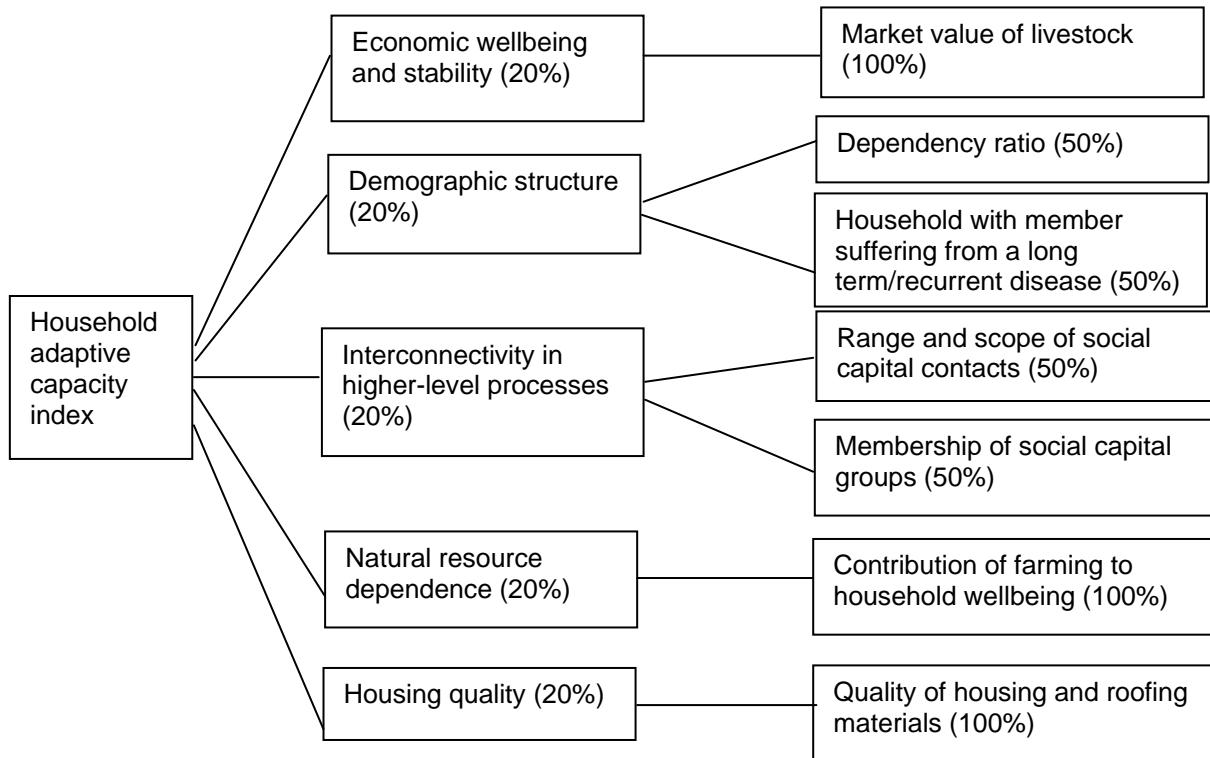 Household
adaptive
capacity
index
Economic wellbeing
and stability (20%)
Market value of livestock
(100%)
Demographic structure
(20%)
Dependency ratio (50%)
Household with member
suffering from a long
term/recurrent disease (50%)
Interconnectivity in
higher-level processes
(20%)
Range and scope of social
capital contacts (50%)
Membership of social capital
groups (50%)
Natural resource
dependence (20%)
Contribution of farming to
household wellbeing (100%)
Housing quality (20%)
Quality of housing and roofing
materials (100%)